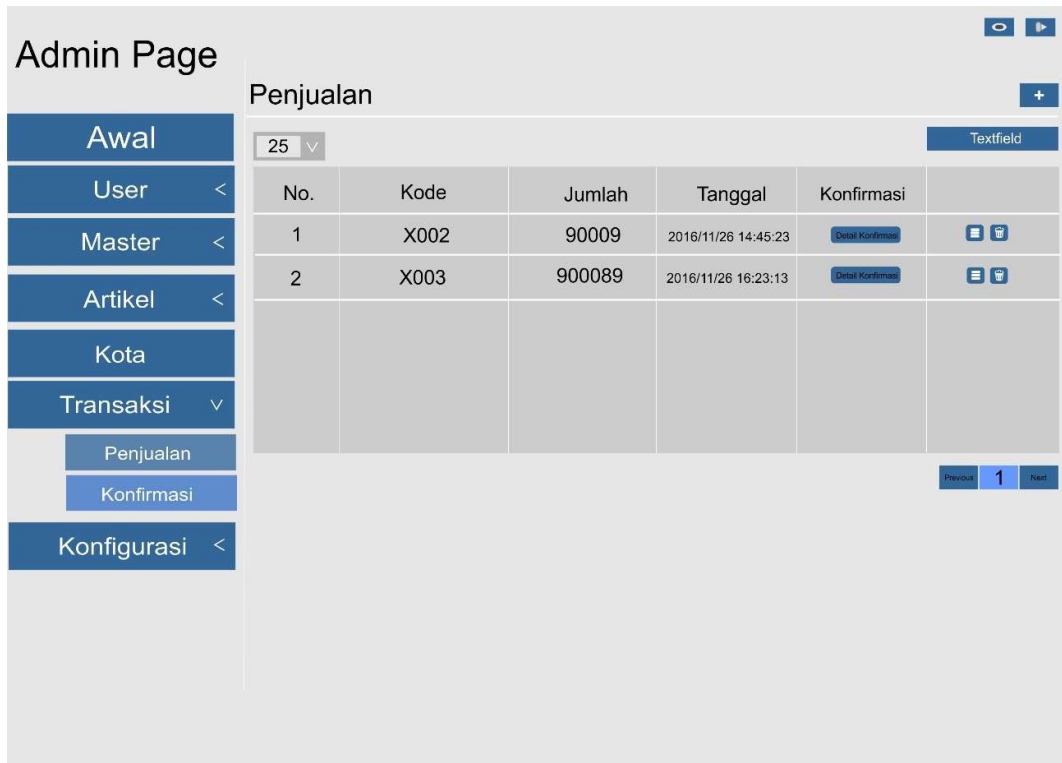 Admin Page
Penjualan
+
Awal
User <
Master <
Artikel <
Kota
Transaksi v
Penjualan
Konfirmasi
Konfigurasi <
25 v
Textfield
No. Kode Jumlah Tanggal Konfirmasi
1 X002 90009 2016/11/26 14:45:23 Detail Konfirmasi
2 X003 900089 2016/11/26 16:23:13 Detail Konfirmasi
Previous 1 Next